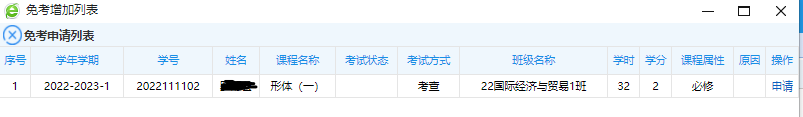 免考增加列表
免考申请列表
序号 学年学期 学号 姓名 课程名称 考试状态 考试方式 班级名称 学时 学分 课程属性 原因 操作
1 2022-2023-1 2022111102 形体（一） 考查 22国际经济与贸易1班 32 2 必修 申请